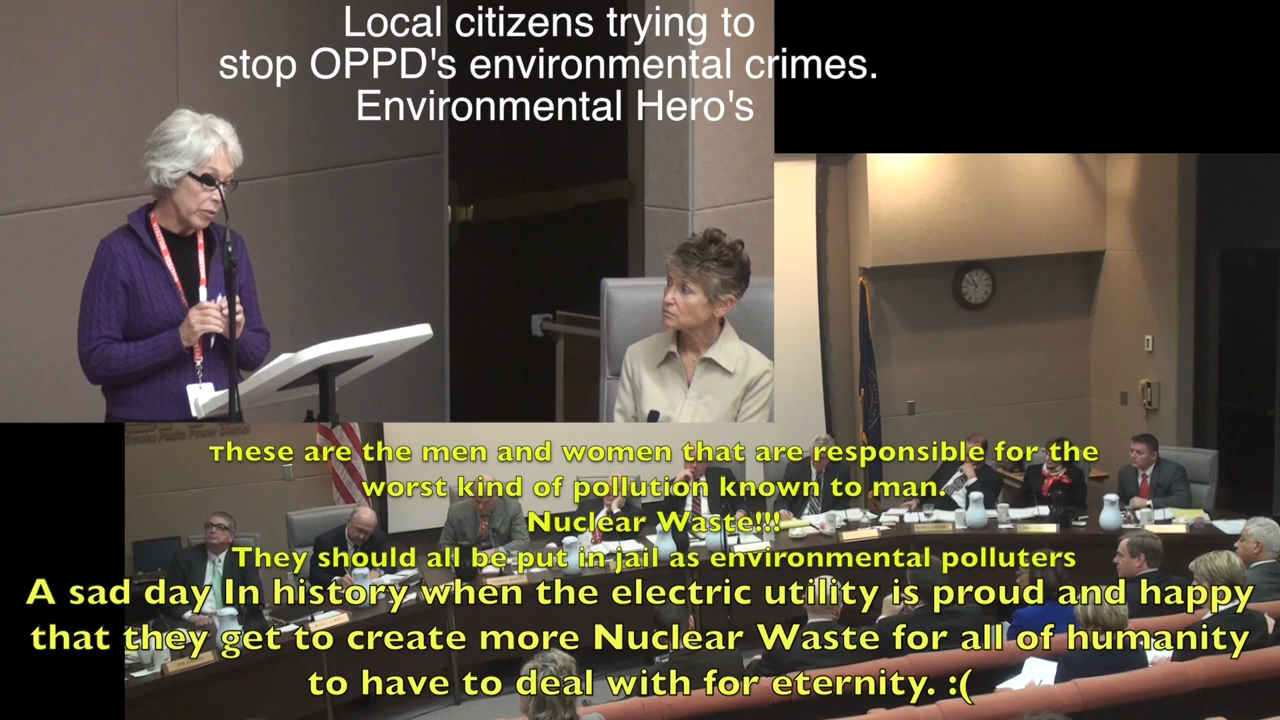 Local citizens trying to
stop OPPD's environmental crimes.
Environmental Hero's
Public Power District
These are the men and women that are responsible for the
worst kind of pollution known to man.
Nuclear Waste!!!
They should all be put in jail as environmental polluters
A sad day In history when the electric utility is proud and happy
that they get to create more Nuclear Waste for all of humanity
to have to deal with for eternity. :(